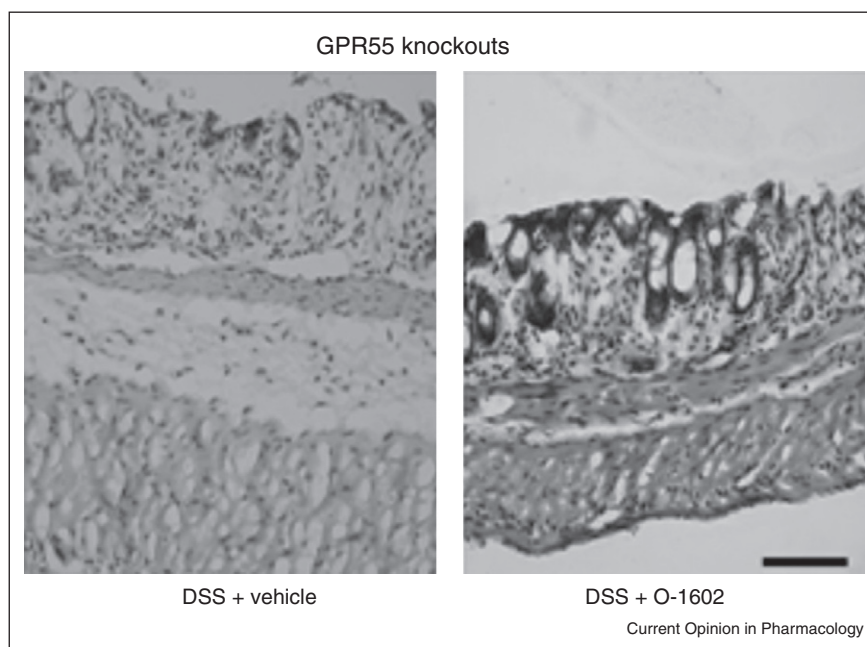 GPR55 knockouts
DSS + vehicle
DSS + O-1602
Current Opinion in Pharmacology